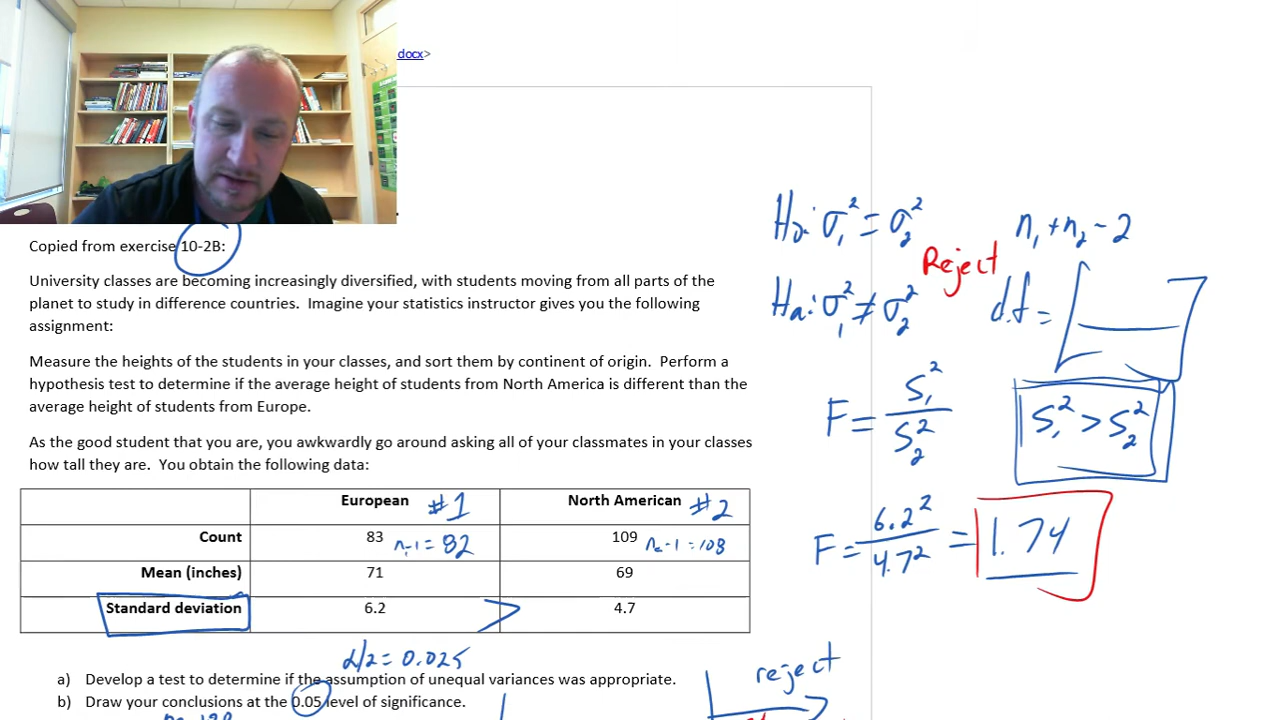 docx>
Copied from exercise 10-2B:
University classes are becoming increasingly diversified, with students moving from all parts of the
planet to study in difference countries. Imagine your statistics instructor gives you the following
assignment:
Measure the heights of the students in your classes, and sort them by continent of origin. Perform a
hypothesis test to determine if the average height of students from North America is different than the
average height of students from Europe.
As the good student that you are, you awkwardly go around asking all of your classmates in your classes
how tall they are. You obtain the following data:
European #1 North American #2
Count 83 n₁-1 = 82 109 n₂-1 = 108
Mean (inches) 71 69
Standard deviation 6.2 > 4.7
α/2 = 0.025
a) Develop a test to determine if the assumption of unequal variances was appropriate.
b) Draw your conclusions at the 0.05 level of significance.
H₀: σ₁² = σ₂²
Reject
Hₐ: σ₁² ≠ σ₂²
n₁ + n₂ - 2
d.f =
F = S₁² / S₂²
S₁² > S₂²
F = 6.2² / 4.7² = 1.74
reject